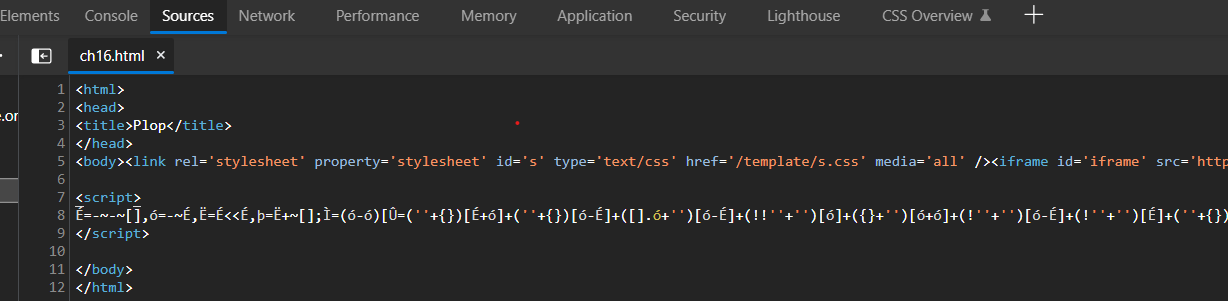 Elements Console Sources Network Performance Memory Application Security Lighthouse CSS Overview
ch16.html ×
1 <html>
2 <head>
3 <title>Plop</title>
4 </head>
5 <body><link rel='stylesheet' property='stylesheet' id='s' type='text/css' href='/template/s.css' media='all' /><iframe id='iframe' src='http
6
7 <script>
8 É=-~-~[],ó=-~É,Ë=É<<É,þ=Ë+~[];Ì=(ó-ó)[Û=(''+{})[É+ó]+(''+{})[ó-É]+([].ó+'')[ó-É]+(!!''+'')[ó]+({}+'')[ó+ó]+(!''+'')[ó-É]+(!''+'')[É]+(''+{})
9 </script>
10
11 </body>
12 </html>
e.or